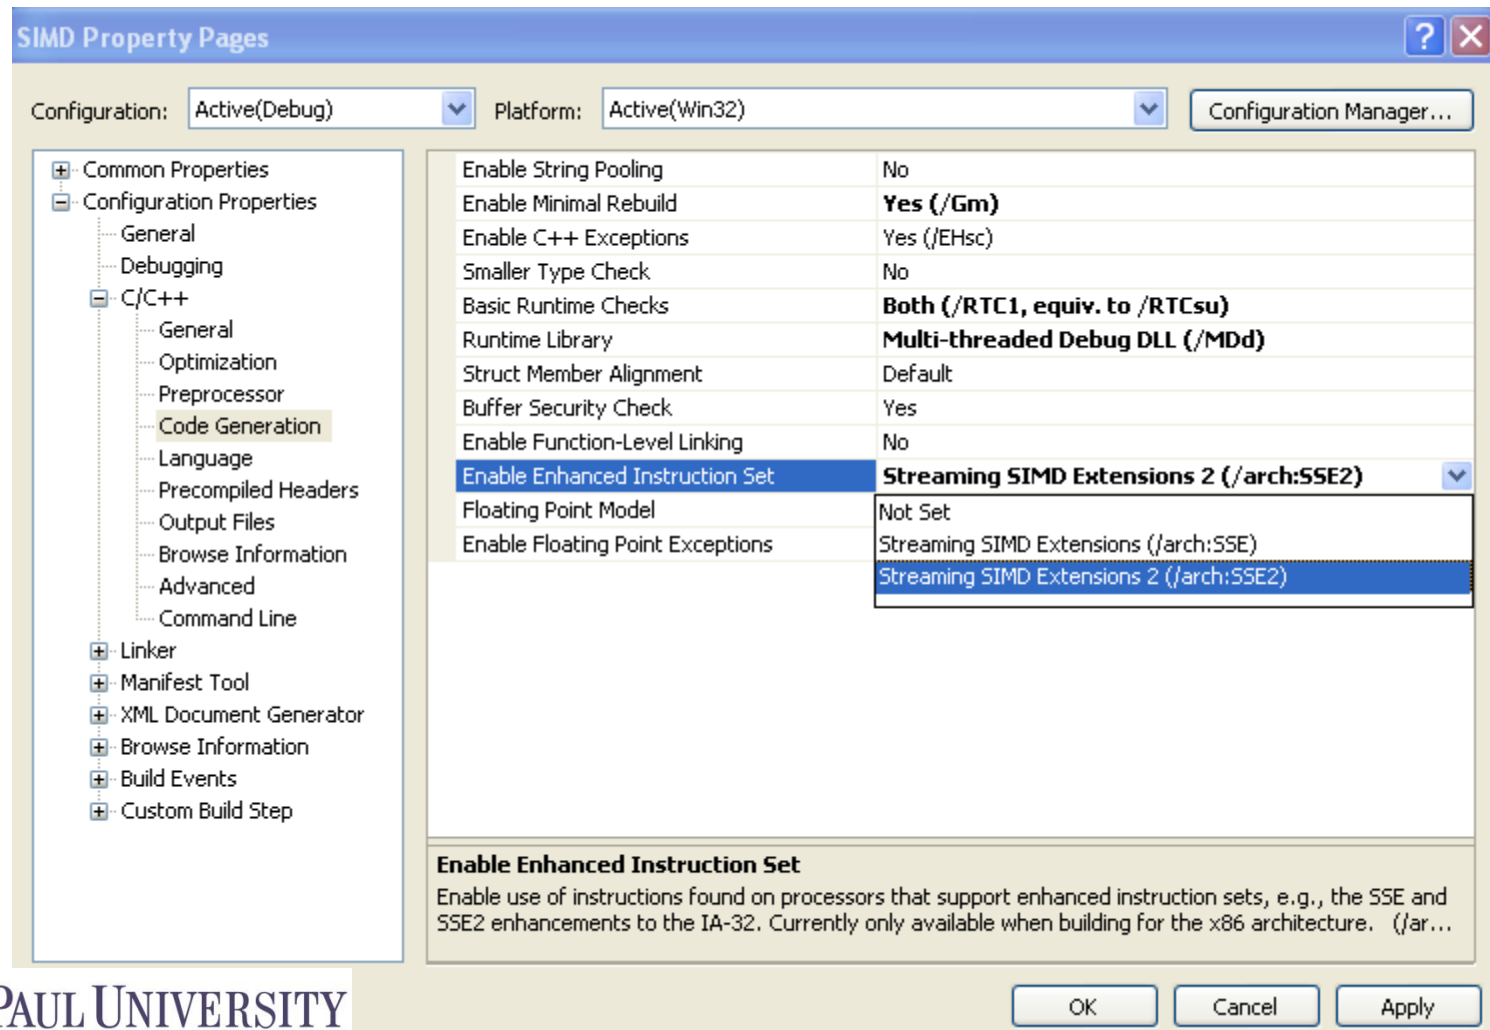 SIMD Property Pages
Configuration: Active(Debug) Platform: Active(Win32) Configuration Manager...
Common Properties
Configuration Properties
General
Debugging
C/C++
General
Optimization
Preprocessor
Code Generation
Language
Precompiled Headers
Output Files
Browse Information
Advanced
Command Line
Linker
Manifest Tool
XML Document Generator
Browse Information
Build Events
Custom Build Step
Enable String Pooling No
Enable Minimal Rebuild Yes (/Gm)
Enable C++ Exceptions Yes (/EHsc)
Smaller Type Check No
Basic Runtime Checks Both (/RTC1, equiv. to /RTCsu)
Runtime Library Multi-threaded Debug DLL (/MDd)
Struct Member Alignment Default
Buffer Security Check Yes
Enable Function-Level Linking No
Enable Enhanced Instruction Set Streaming SIMD Extensions 2 (/arch:SSE2)
Floating Point Model Not Set
Enable Floating Point Exceptions Streaming SIMD Extensions (/arch:SSE)
Streaming SIMD Extensions 2 (/arch:SSE2)
Enable Enhanced Instruction Set
Enable use of instructions found on processors that support enhanced instruction sets, e.g., the SSE and
SSE2 enhancements to the IA-32. Currently only available when building for the x86 architecture. (/ar...
PAUL UNIVERSITY
OK Cancel Apply